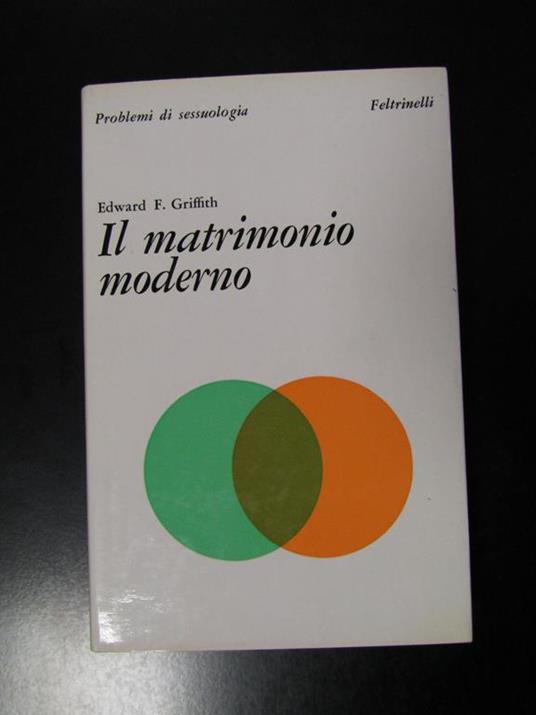 Problemi di sessuologia
Feltrinelli
Edward F. Griffith
Il matrimonio
moderno